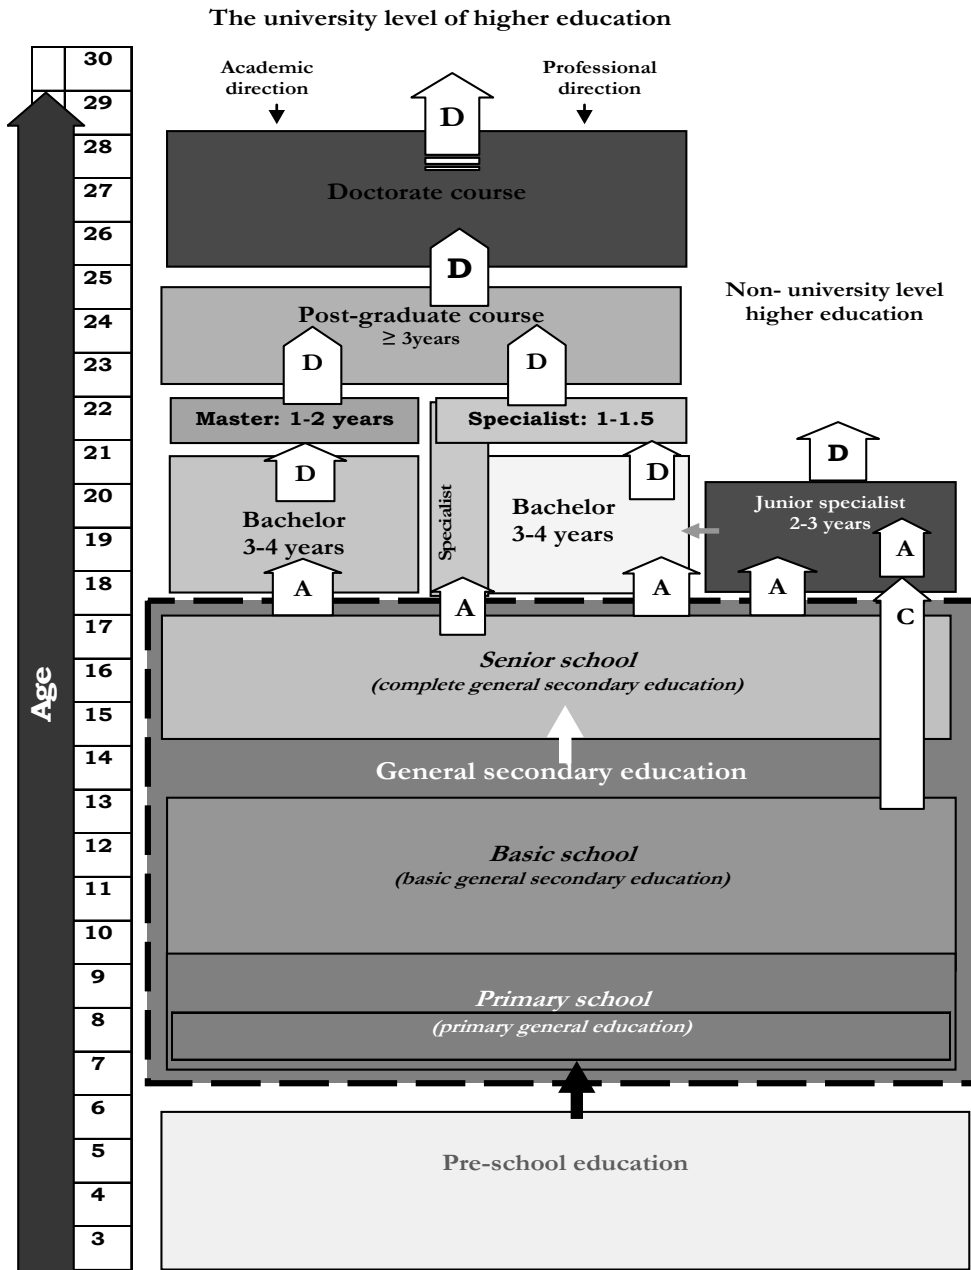 The university level of higher education
30
29
28
27
26
25
24
23
22
21
20
19
18
17
16
15
14
13
12
11
10
9
8
7
6
5
4
3
Age
Academic
direction
Professional
direction
D
Doctorate course
D
Non- university level
higher education
Post-graduate course
≥ 3years
D
D
Master: 1-2 years
Specialist: 1-1.5
D
D
D
Specialist
Bachelor
3-4 years
Bachelor
3-4 years
Junior specialist
2-3 years
A
A
A
A
A
C
Senior school
(complete general secondary education)
General secondary education
Basic school
(basic general secondary education)
Primary school
(primary general education)
Pre-school education